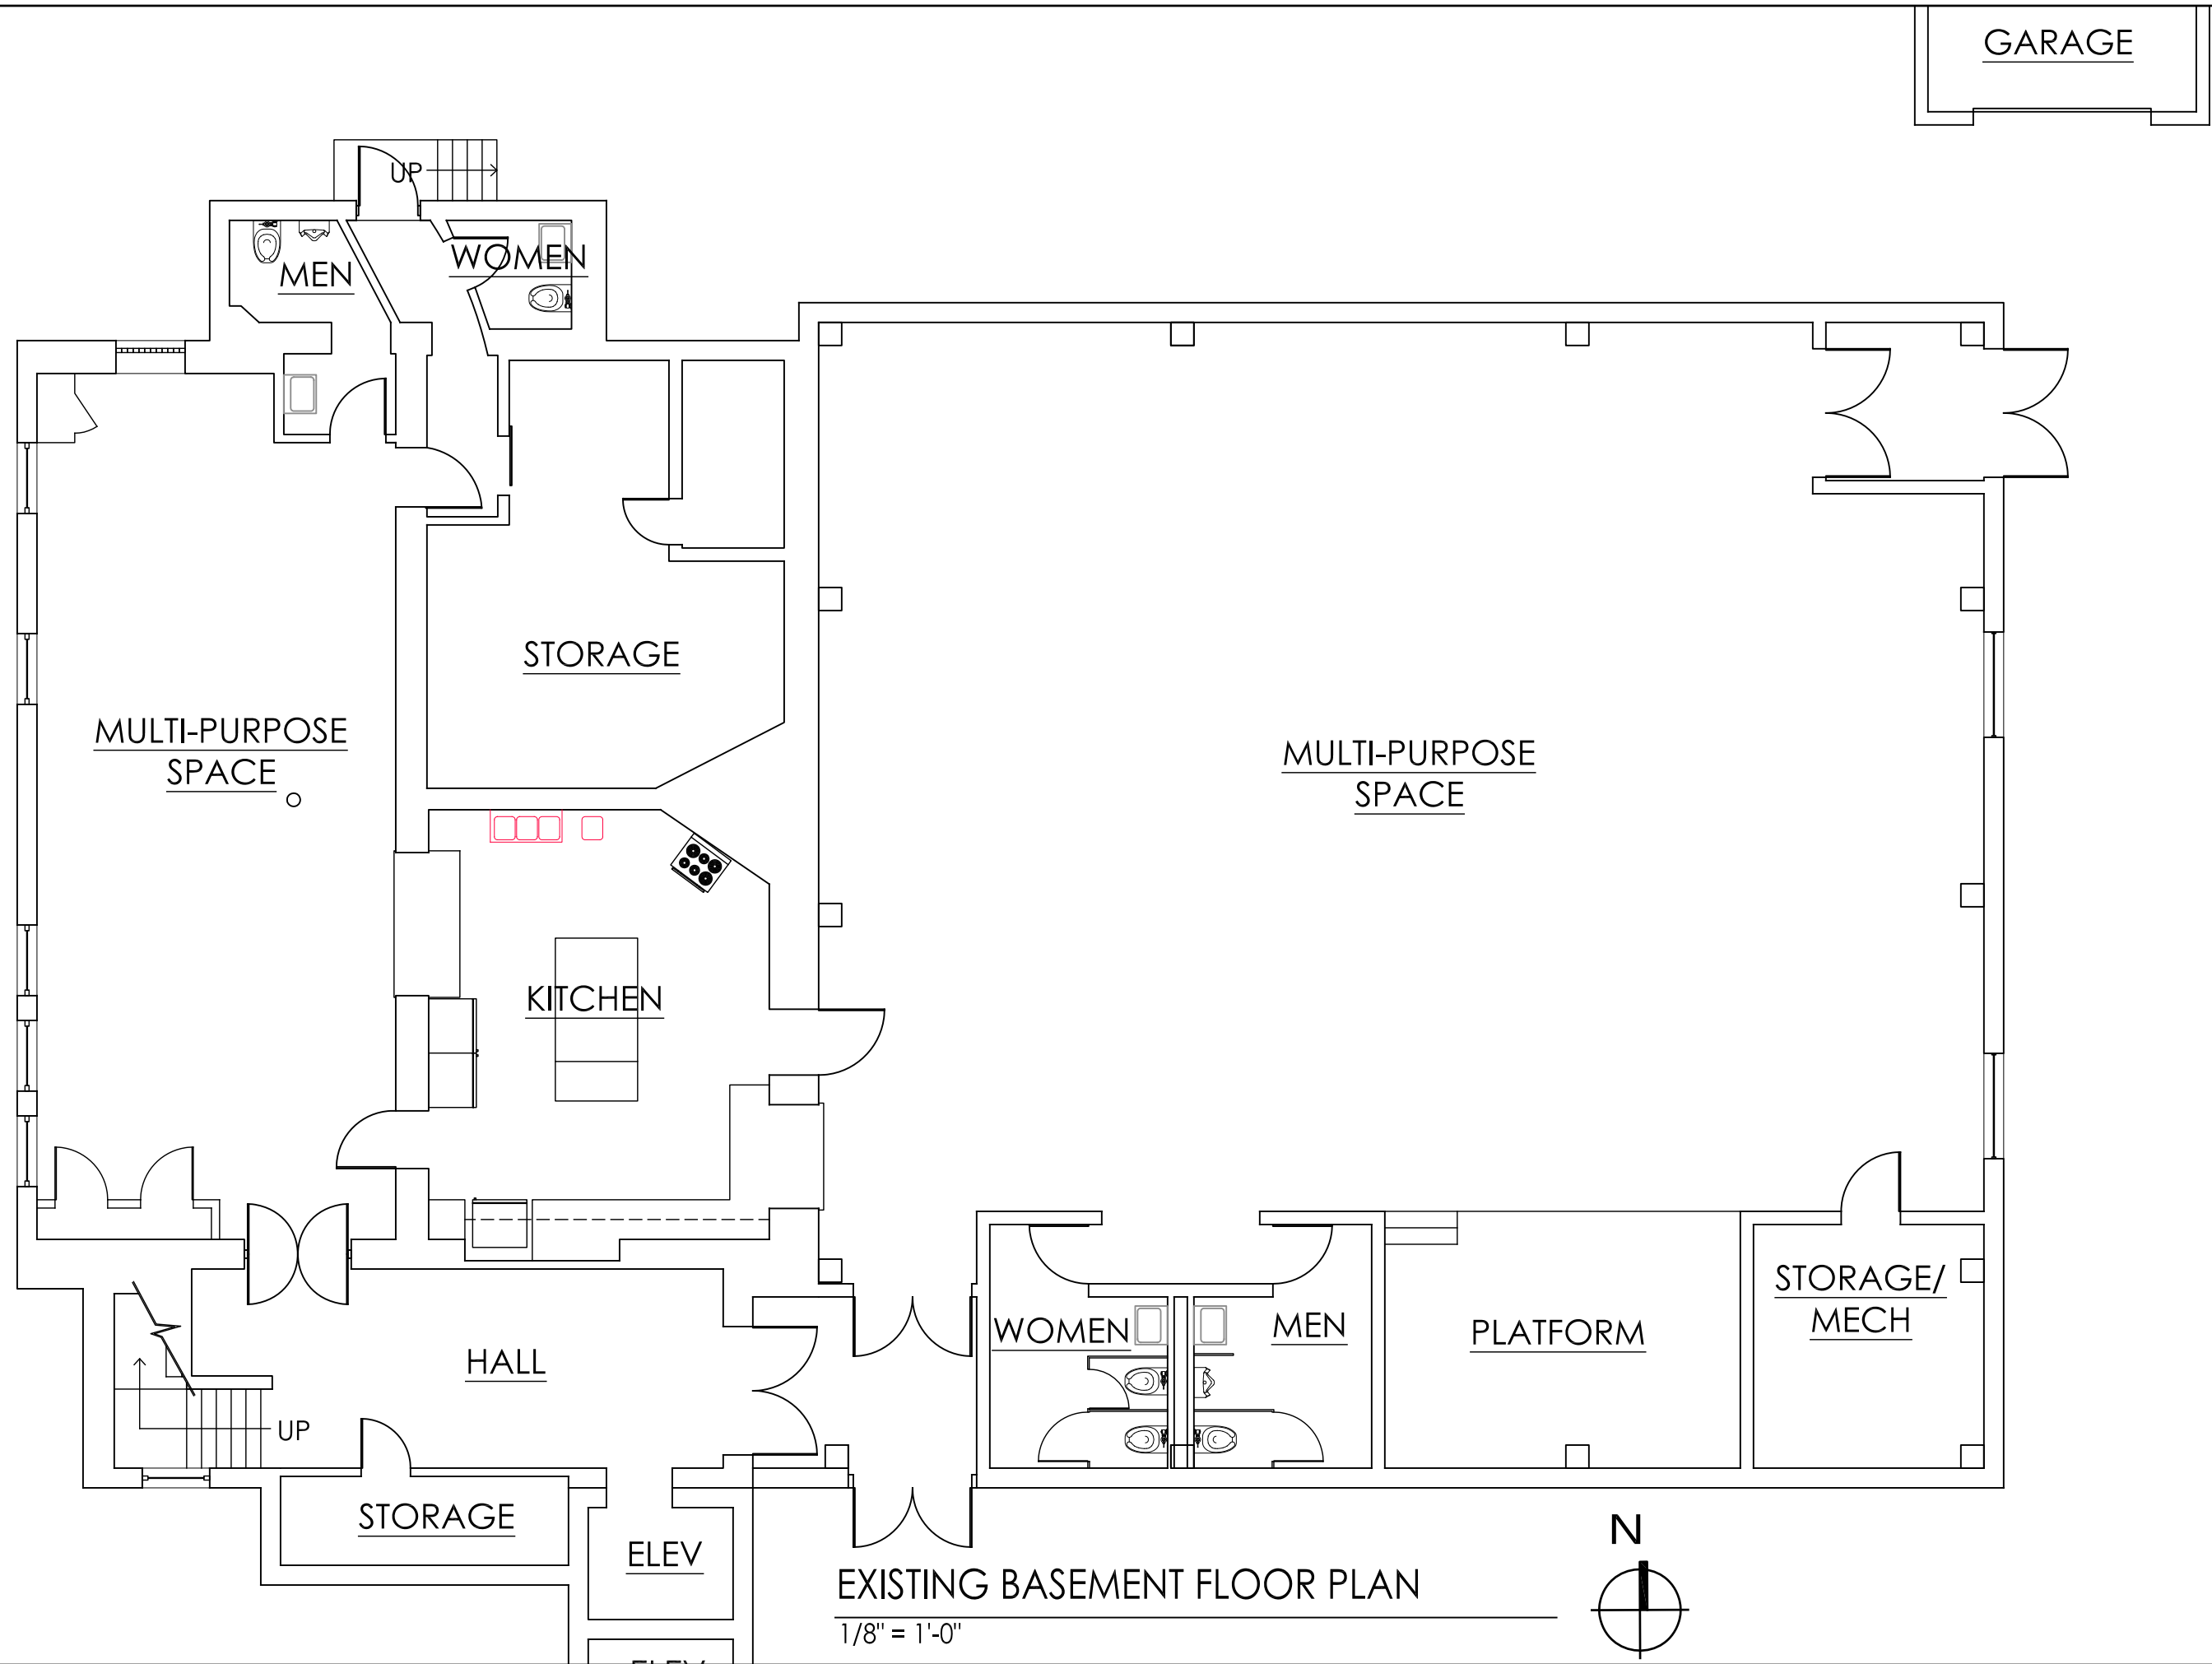 GARAGE
UP
WOMEN
MEN
STORAGE
MULTI-PURPOSE
SPACE
MULTI-PURPOSE
SPACE
KITCHEN
STORAGE/
MECH
WOMEN
MEN
PLATFORM
HALL
UP
STORAGE
ELEV
N
EXISTING BASEMENT FLOOR PLAN
1/8" = 1'-0"
ELEV